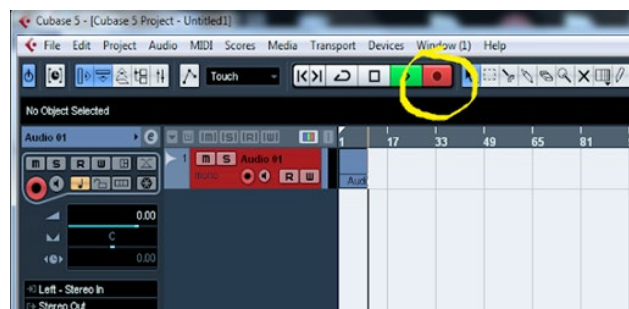 Cubase 5 - [Cubase 5 Project - Untitled1]
File Edit Project Audio MIDI Scores Media Transport Devices Window (1) Help
Touch
No Object Selected
Audio 01
1 17 33 49 65 81
M S R W
1 M S Audio 01
mono R W
Aud
0.00
C
0.00
Left - Stereo In
Stereo Out